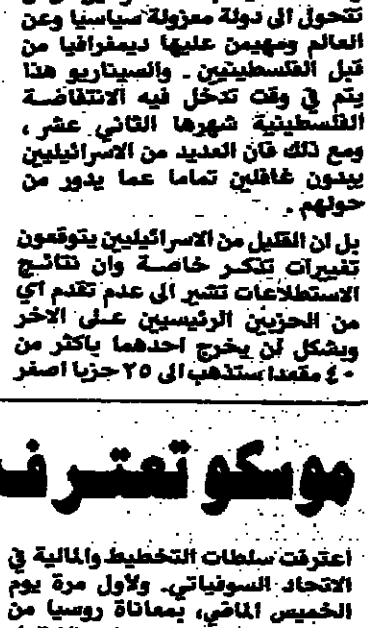 تتحول الى دولة معزولة سياسيا وعن
العالم ومهيمن عليها ديمغرافيا من
قبل الفلسطينيين . والسيناريو هذا
يتم في وقت تدخل فيه الانتفاضة
الفلسطينية شهرها الثاني عشر ،
ومع ذلك فان العديد من الاسرائيليين
يبدون غافلين تماما عما يدور من
حولهم .
بل ان القليل من الاسرائيليين يتوقعون
تغييرات تذكر خاصة وان نتائج
الاستطلاعات تشير الى عدم تقدم أي
من الحزبين الرئيسيين على الاخر
وبشكل لن يخرج احدهما باكثر من
٤٠ مقعدا ستذهب الى ٢٥ حزبا اصغر
موسكو تعترف
اعترفت سلطات التخطيط والمالية في
الاتحاد السوفياتي. ولاول مرة يوم
الخميس الماضي، بمعاناة روسيا من